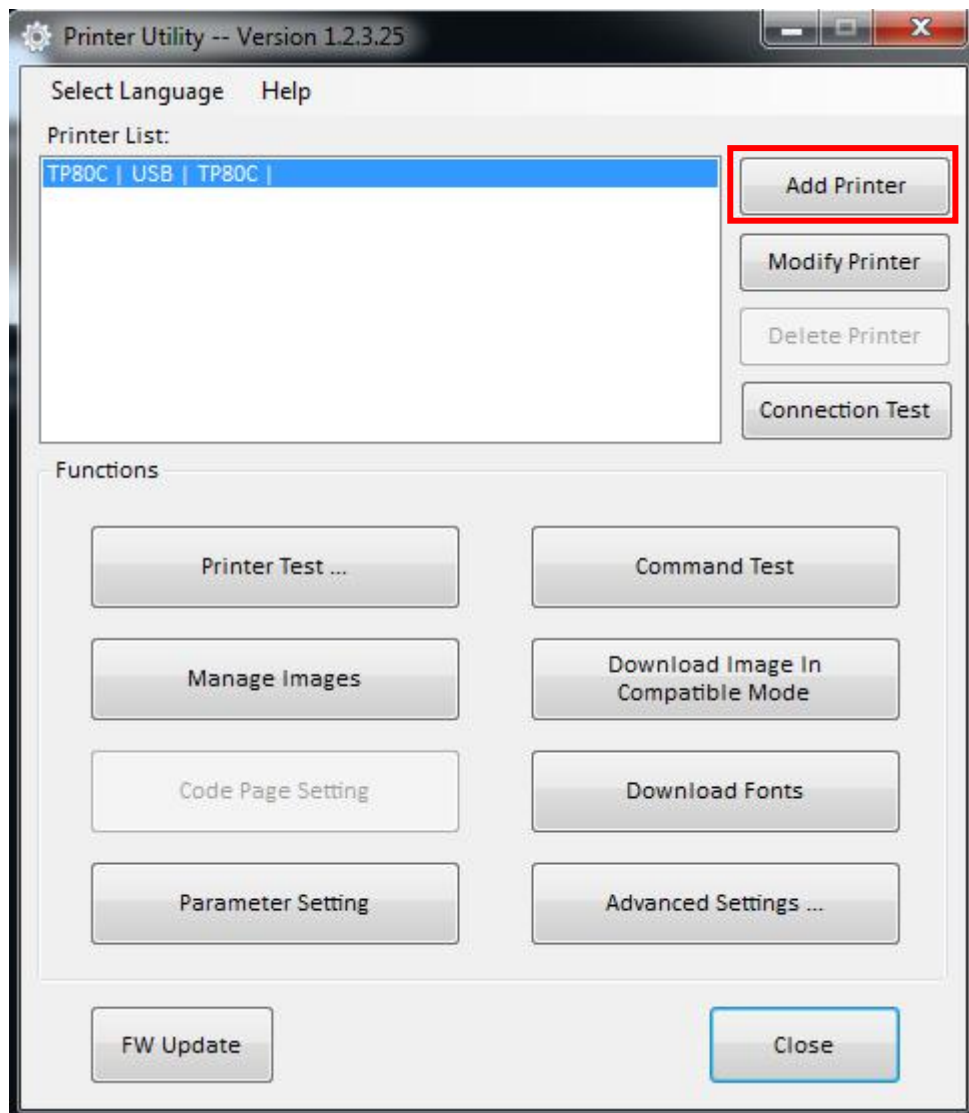 Printer Utility -- Version 1.2.3.25
Select Language Help
Printer List:
TP80C | USB | TP80C |
Add Printer
Modify Printer
Delete Printer
Connection Test
Functions
Printer Test ...
Command Test
Manage Images
Download Image In
Compatible Mode
Code Page Setting
Download Fonts
Parameter Setting
Advanced Settings ...
FW Update
Close